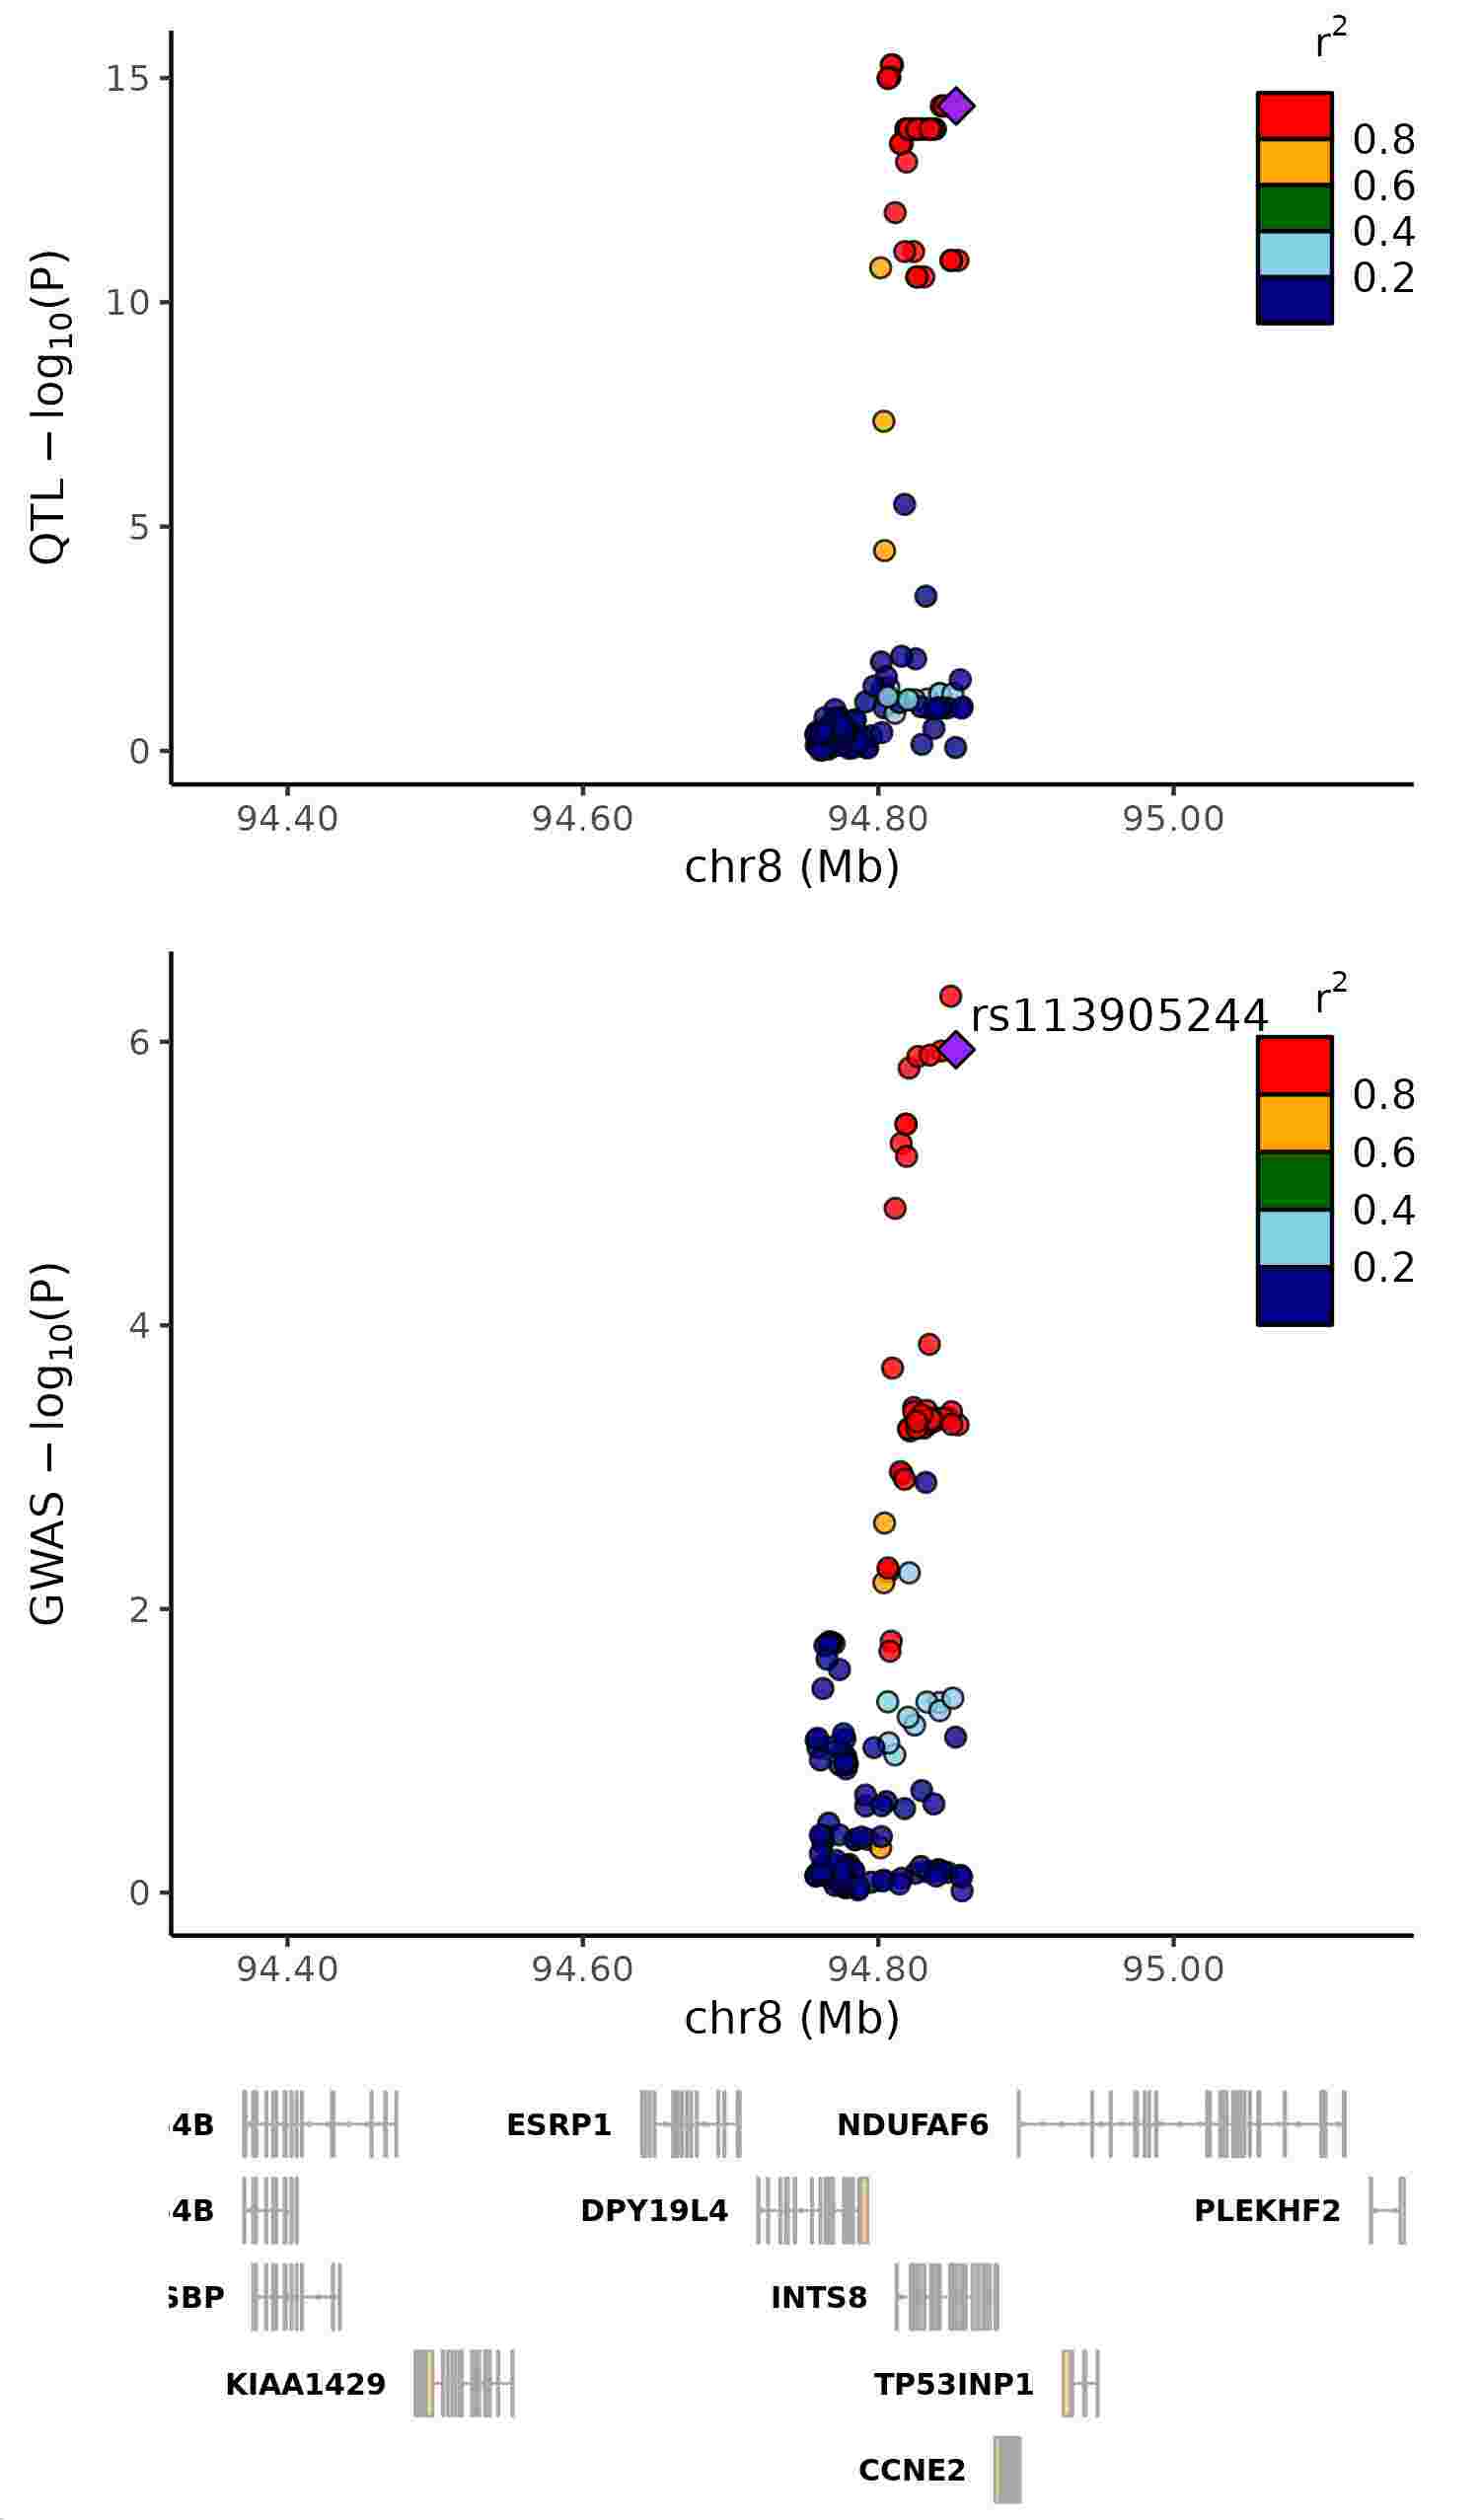 r²
15
10
5
0
QTL − log₁₀(P)
0.8
0.6
0.4
0.2
94.40 94.60 94.80 95.00
chr8 (Mb)
rs113905244
r²
6
4
2
0
GWAS − log₁₀(P)
0.8
0.6
0.4
0.2
94.40 94.60 94.80 95.00
chr8 (Mb)
4B ESRP1 NDUFAF6
4B DPY19L4 PLEKHF2
SBP INTS8
KIAA1429 TP53INP1
CCNE2